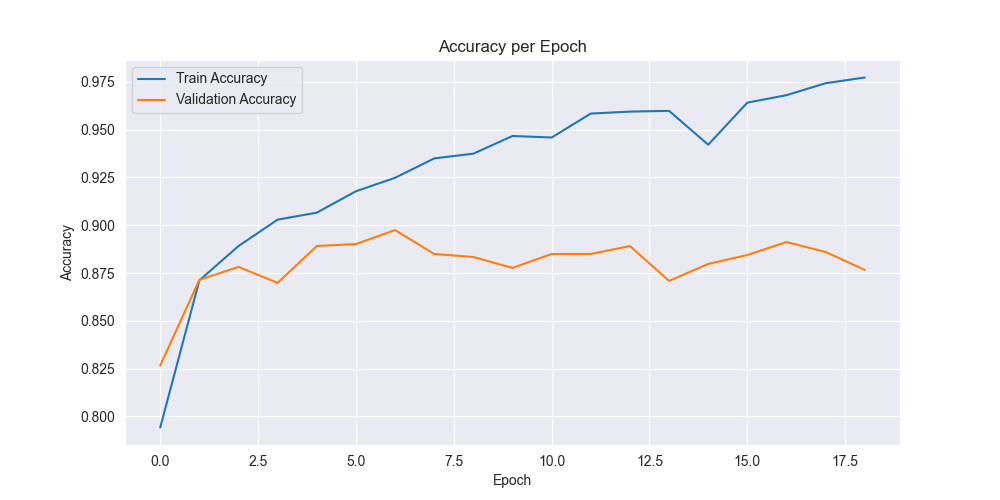 Accuracy per Epoch
Train Accuracy
Validation Accuracy
Accuracy
0.975
0.950
0.925
0.900
0.875
0.850
0.825
0.800
0.0 2.5 5.0 7.5 10.0 12.5 15.0 17.5
Epoch